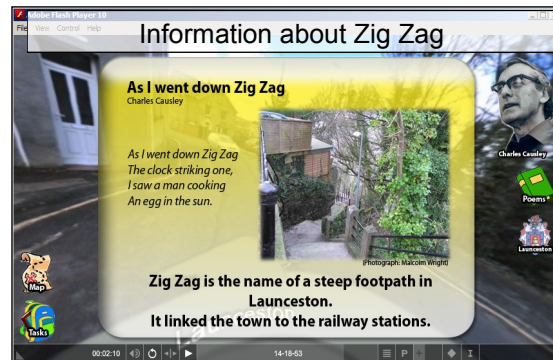 Adobe Flash Player 10
File View Control Help
Information about Zig Zag
As I went down Zig Zag
Charles Causley
As I went down Zig Zag
The clock striking one,
I saw a man cooking
An egg in the sun.
(Photograph: Malcolm Wright)
Zig Zag is the name of a steep footpath in
Launceston.
It linked the town to the railway stations.
Charles Causley
Poems
Launceston
Map
Tasks
Launceston
00:02:10
14-18-53
P
I